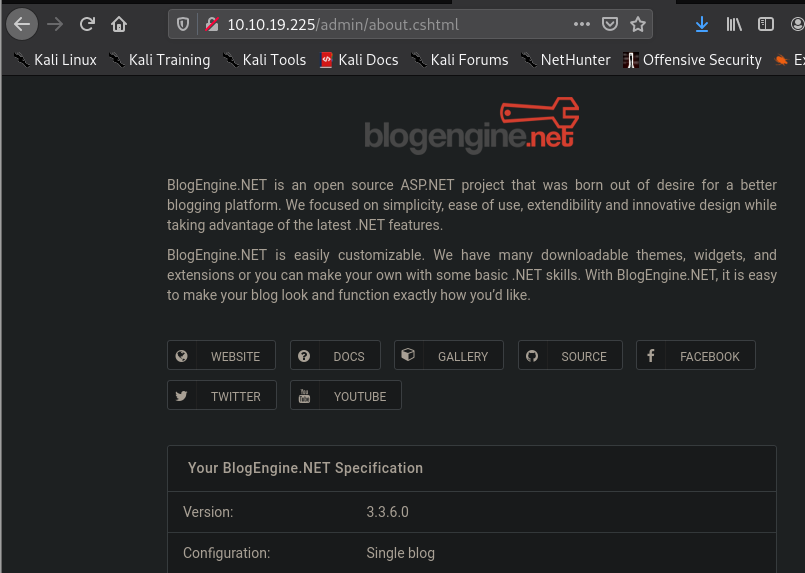 10.10.19.225/admin/about.cshtml
Kali Linux Kali Training Kali Tools Kali Docs Kali Forums NetHunter Offensive Security Ex
blogengine.net
BlogEngine.NET is an open source ASP.NET project that was born out of desire for a better
blogging platform. We focused on simplicity, ease of use, extendibility and innovative design while
taking advantage of the latest .NET features.
BlogEngine.NET is easily customizable. We have many downloadable themes, widgets, and
extensions or you can make your own with some basic .NET skills. With BlogEngine.NET, it is easy
to make your blog look and function exactly how you’d like.
WEBSITE DOCS GALLERY SOURCE FACEBOOK
TWITTER You Tube YOUTUBE
Your BlogEngine.NET Specification
Version: 3.3.6.0
Configuration: Single blog